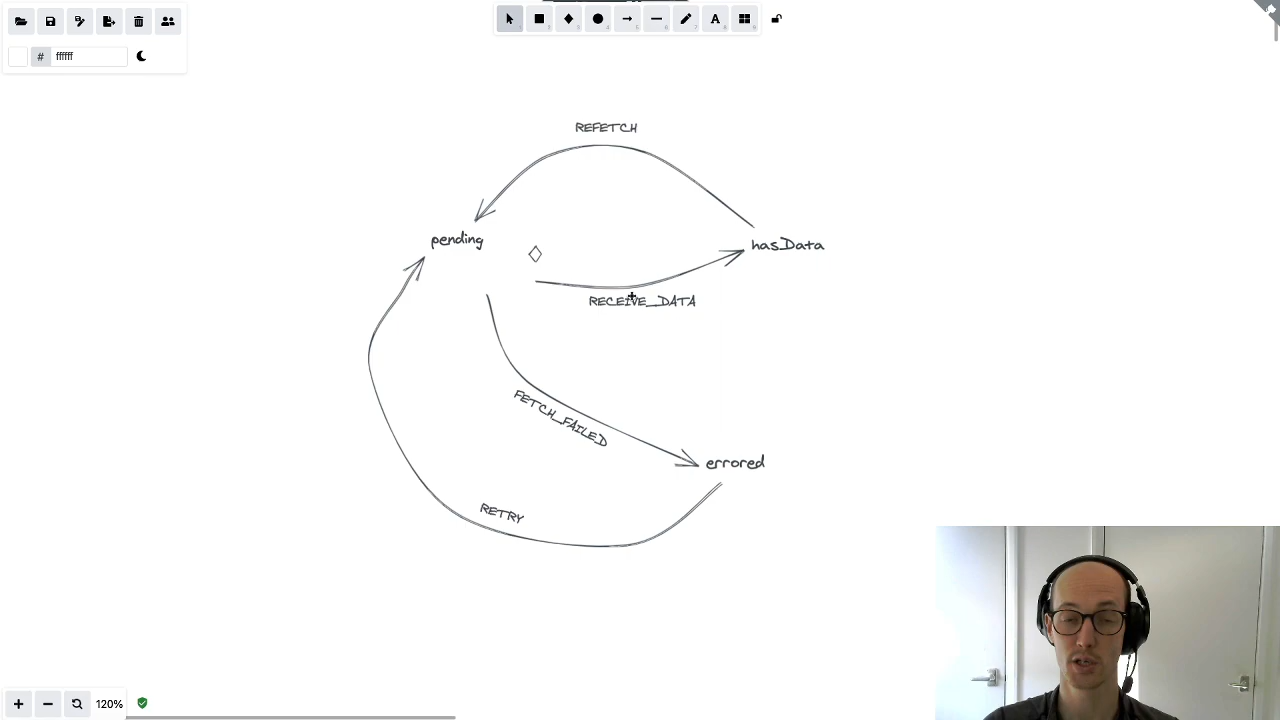 # ffffff
REFETCH
pending
hasData
RECEIVE_DATA
FETCH_FAILED
errored
RETRY
120%